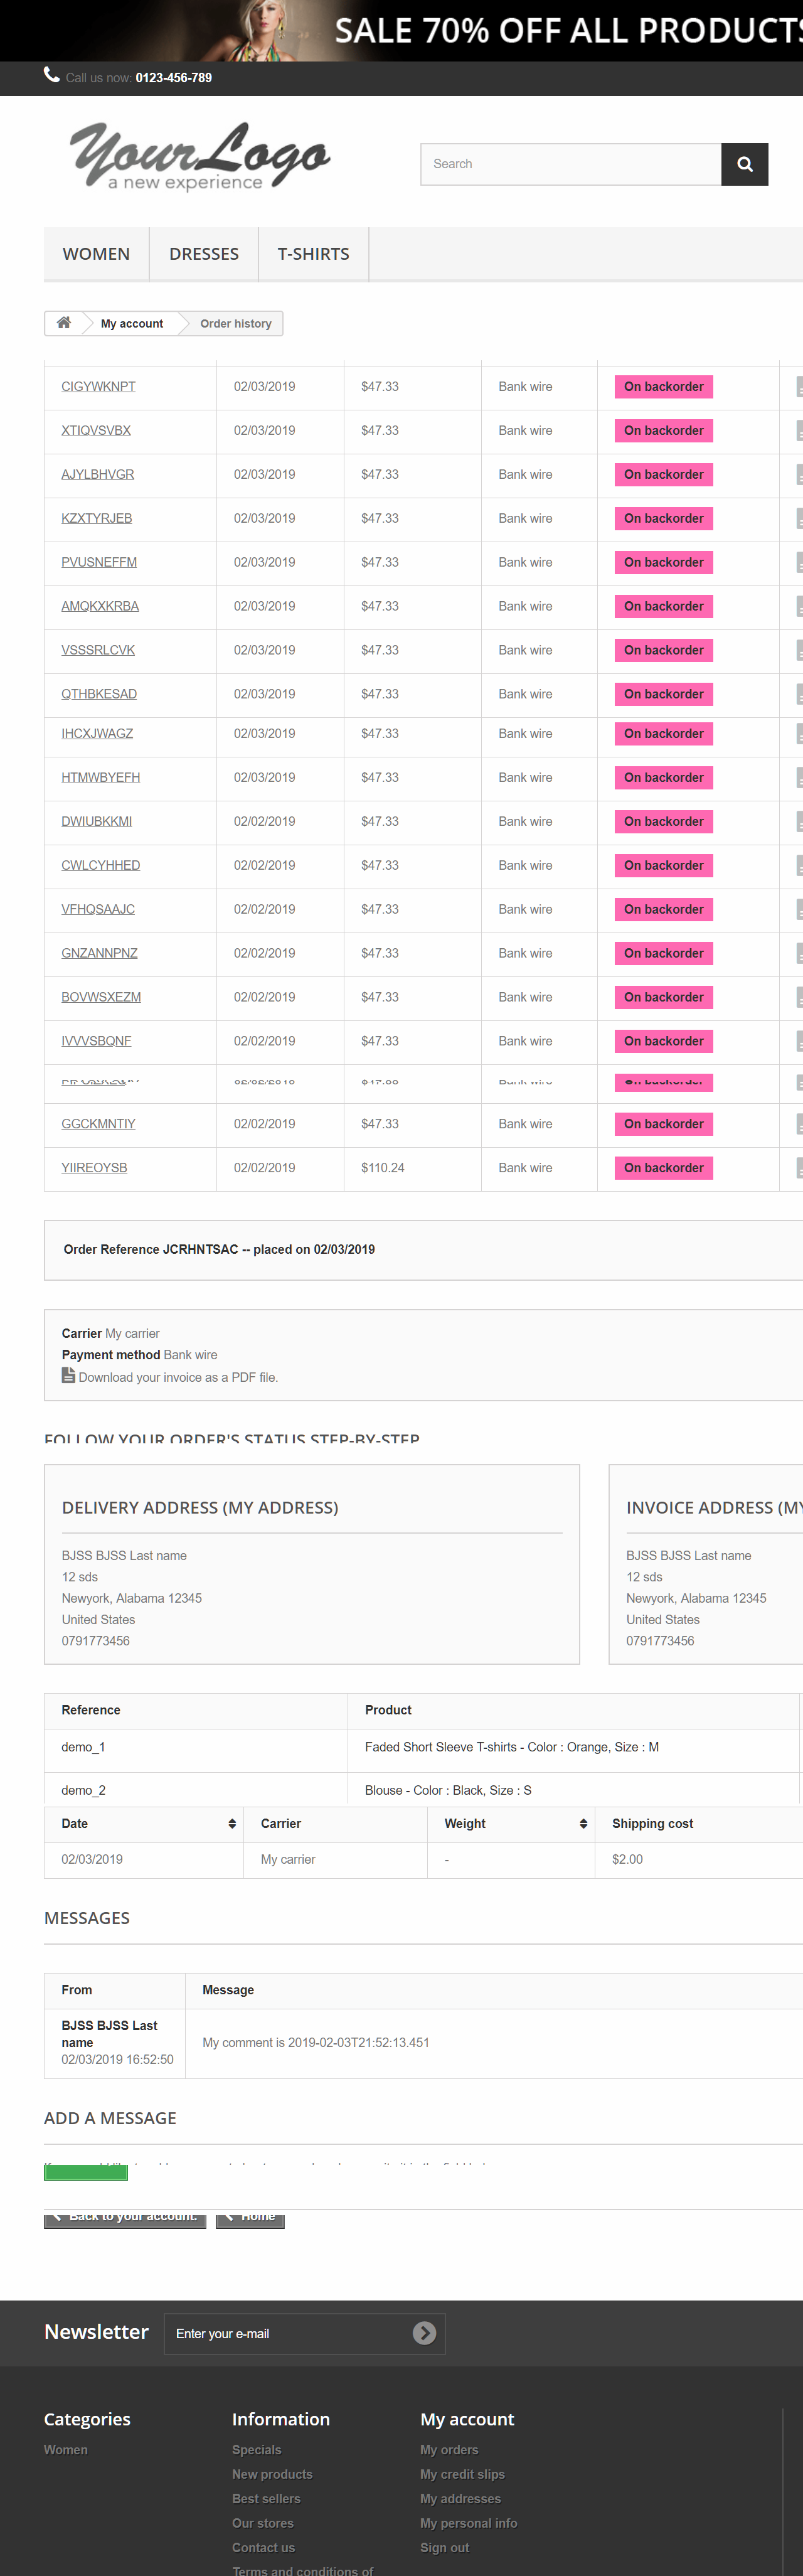 SALE 70% OFF ALL PRODUCTS
Call us now: 0123-456-789
YourLogo
a new experience
Search
WOMEN DRESSES T-SHIRTS
My account Order history
CIGYWKNPT 02/03/2019 $47.33 Bank wire On backorder
XTIQVSVBX 02/03/2019 $47.33 Bank wire On backorder
AJYLBHVGR 02/03/2019 $47.33 Bank wire On backorder
KZXTYRJEB 02/03/2019 $47.33 Bank wire On backorder
PVUSNEFFM 02/03/2019 $47.33 Bank wire On backorder
AMQKXKRBA 02/03/2019 $47.33 Bank wire On backorder
VSSSRLCVK 02/03/2019 $47.33 Bank wire On backorder
QTHBKESAD 02/03/2019 $47.33 Bank wire On backorder
IHCXJWAGZ 02/03/2019 $47.33 Bank wire On backorder
HTMWBYEFH 02/03/2019 $47.33 Bank wire On backorder
DWIUBKKMI 02/02/2019 $47.33 Bank wire On backorder
CWLCYHHED 02/02/2019 $47.33 Bank wire On backorder
VFHQSAAJC 02/02/2019 $47.33 Bank wire On backorder
GNZANNPNZ 02/02/2019 $47.33 Bank wire On backorder
BOVWSXEZM 02/02/2019 $47.33 Bank wire On backorder
IVVVSBQNF 02/02/2019 $47.33 Bank wire On backorder
Bank wire On backorder
GGCKMNTIY 02/02/2019 $47.33 Bank wire On backorder
YIIREOYSB 02/02/2019 $110.24 Bank wire On backorder
Order Reference JCRHNTSAC -- placed on 02/03/2019
Carrier My carrier
Payment method Bank wire
Download your invoice as a PDF file.
FOLLOW YOUR ORDER'S STATUS STEP-BY-STEP
DELIVERY ADDRESS (MY ADDRESS)
BJSS BJSS Last name
12 sds
Newyork, Alabama 12345
United States
0791773456
INVOICE ADDRESS (MY
BJSS BJSS Last name
12 sds
Newyork, Alabama 12345
United States
0791773456
Reference Product
demo_1 Faded Short Sleeve T-shirts - Color : Orange, Size : M
demo_2 Blouse - Color : Black, Size : S
Date Carrier Weight Shipping cost
02/03/2019 My carrier - $2.00
MESSAGES
From Message
BJSS BJSS Last
name
02/03/2019 16:52:50
My comment is 2019-02-03T21:52:13.451
ADD A MESSAGE
Back to your account. Home
Newsletter Enter your e-mail
Categories
Women
Information
Specials
New products
Best sellers
Our stores
Contact us
Terms and conditions of
My account
My orders
My credit slips
My addresses
My personal info
Sign out